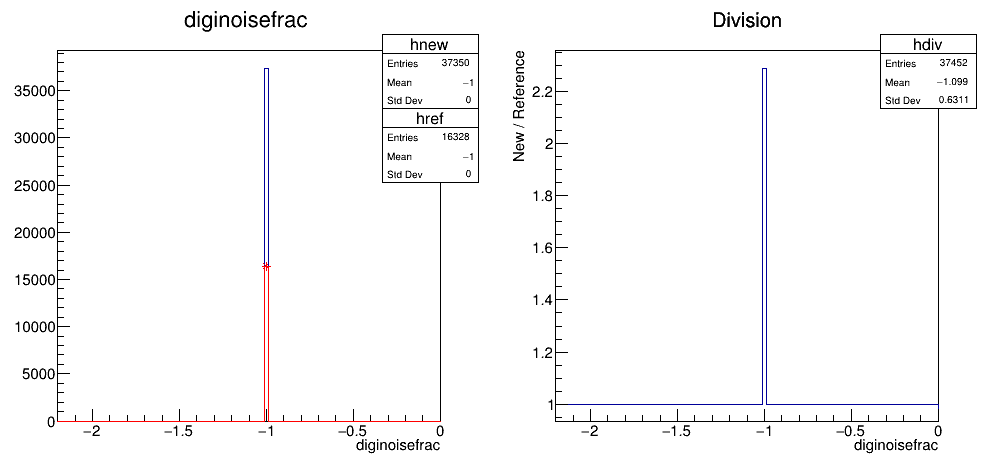 diginoisefrac
hnew
Entries 37350
Mean −1
Std Dev 0
href
Entries 16328
Mean −1
Std Dev 0
35000
30000
25000
20000
15000
10000
5000
0
−2 −1.5 −1 −0.5 0
diginoisefrac
Division
hdiv
Entries 37452
Mean −1.099
Std Dev 0.6311
New / Reference
2.2
2
1.8
1.6
1.4
1.2
1
−2 −1.5 −1 −0.5 0
diginoisefrac